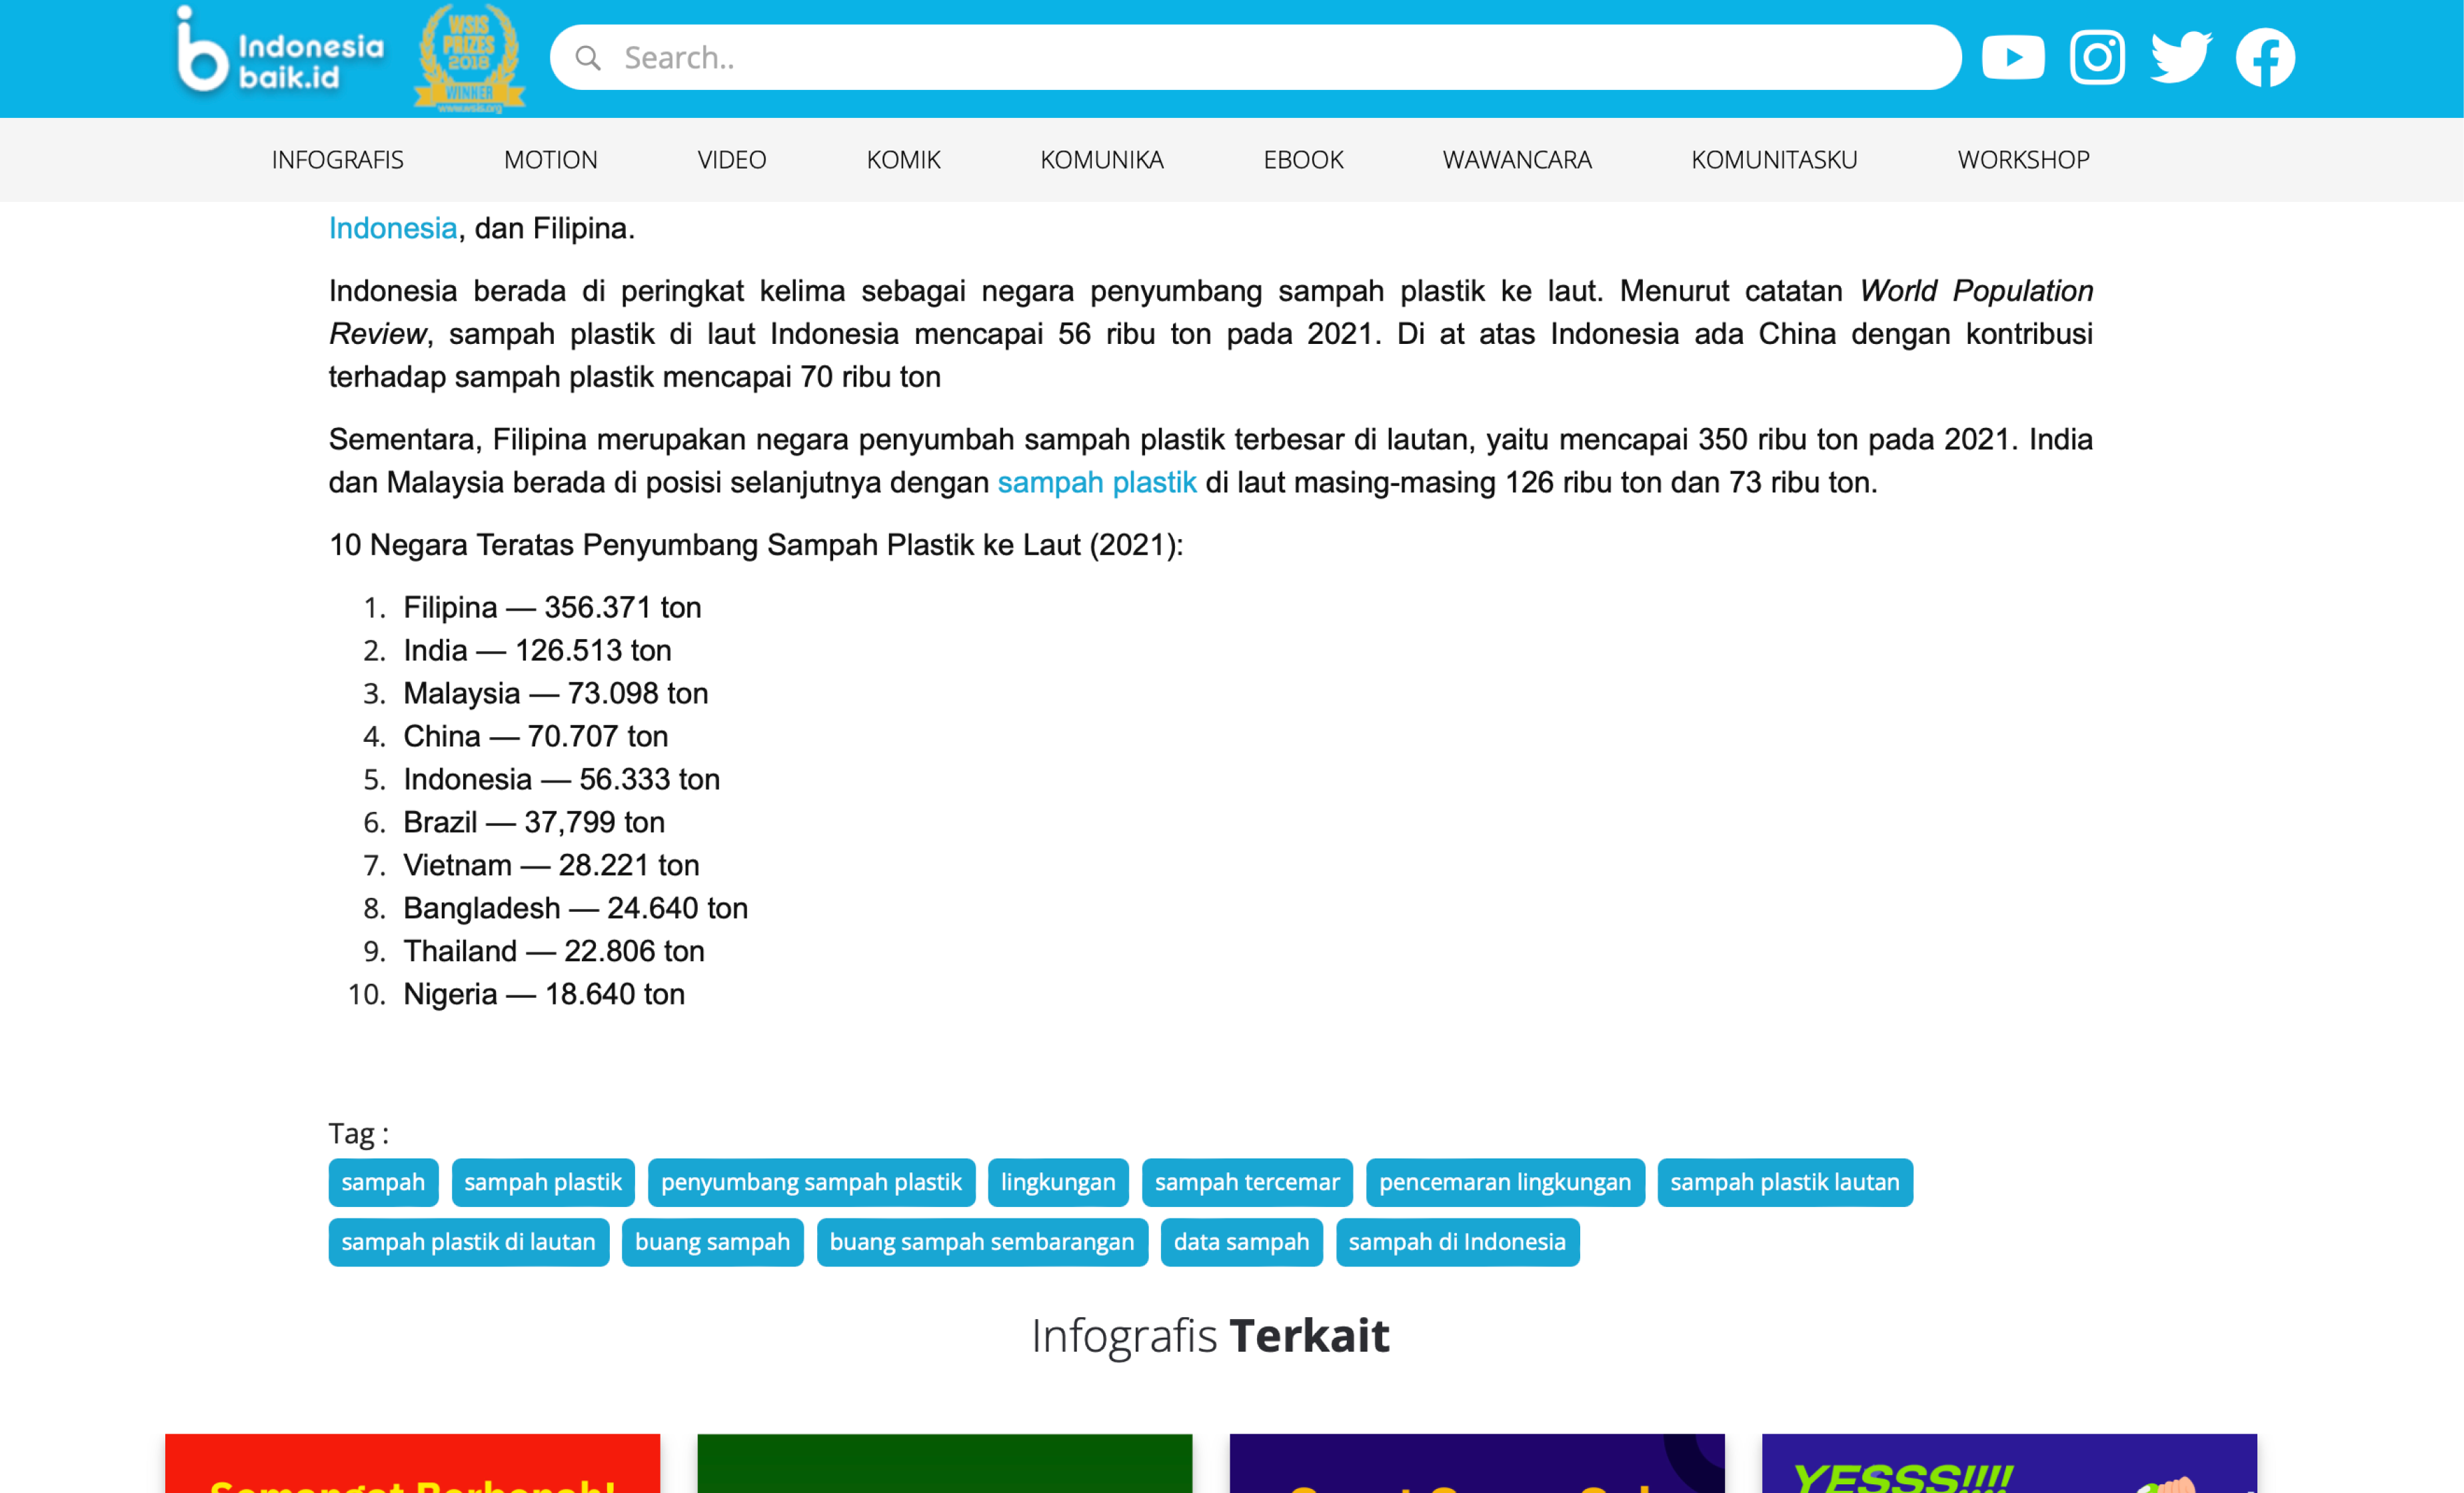 Indonesia
baik.id
WSIS
PRIZES
2018
WINNER
www.wsis.org
Search..
INFOGRAFIS MOTION VIDEO KOMIK KOMUNIKA EBOOK WAWANCARA KOMUNITASKU WORKSHOP
Indonesia, dan Filipina.
Indonesia berada di peringkat kelima sebagai negara penyumbang sampah plastik ke laut. Menurut catatan World Population
Review, sampah plastik di laut Indonesia mencapai 56 ribu ton pada 2021. Di at atas Indonesia ada China dengan kontribusi
terhadap sampah plastik mencapai 70 ribu ton
Sementara, Filipina merupakan negara penyumbah sampah plastik terbesar di lautan, yaitu mencapai 350 ribu ton pada 2021. India
dan Malaysia berada di posisi selanjutnya dengan sampah plastik di laut masing-masing 126 ribu ton dan 73 ribu ton.
10 Negara Teratas Penyumbang Sampah Plastik ke Laut (2021):
1. Filipina — 356.371 ton
2. India — 126.513 ton
3. Malaysia — 73.098 ton
4. China — 70.707 ton
5. Indonesia — 56.333 ton
6. Brazil — 37,799 ton
7. Vietnam — 28.221 ton
8. Bangladesh — 24.640 ton
9. Thailand — 22.806 ton
10. Nigeria — 18.640 ton
Tag :
sampah sampah plastik penyumbang sampah plastik lingkungan sampah tercemar pencemaran lingkungan sampah plastik lautan
sampah plastik di lautan buang sampah buang sampah sembarangan data sampah sampah di Indonesia
Infografis Terkait
YESSS!!!!